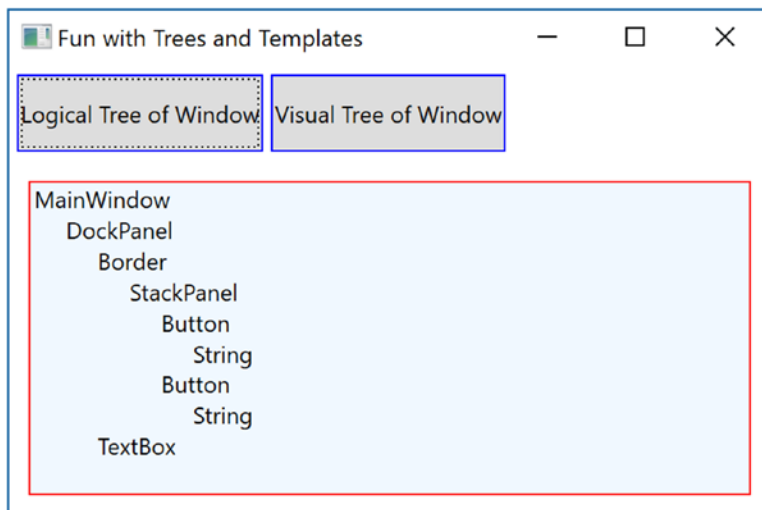 Fun with Trees and Templates
Logical Tree of Window
Visual Tree of Window
MainWindow
DockPanel
Border
StackPanel
Button
String
Button
String
TextBox